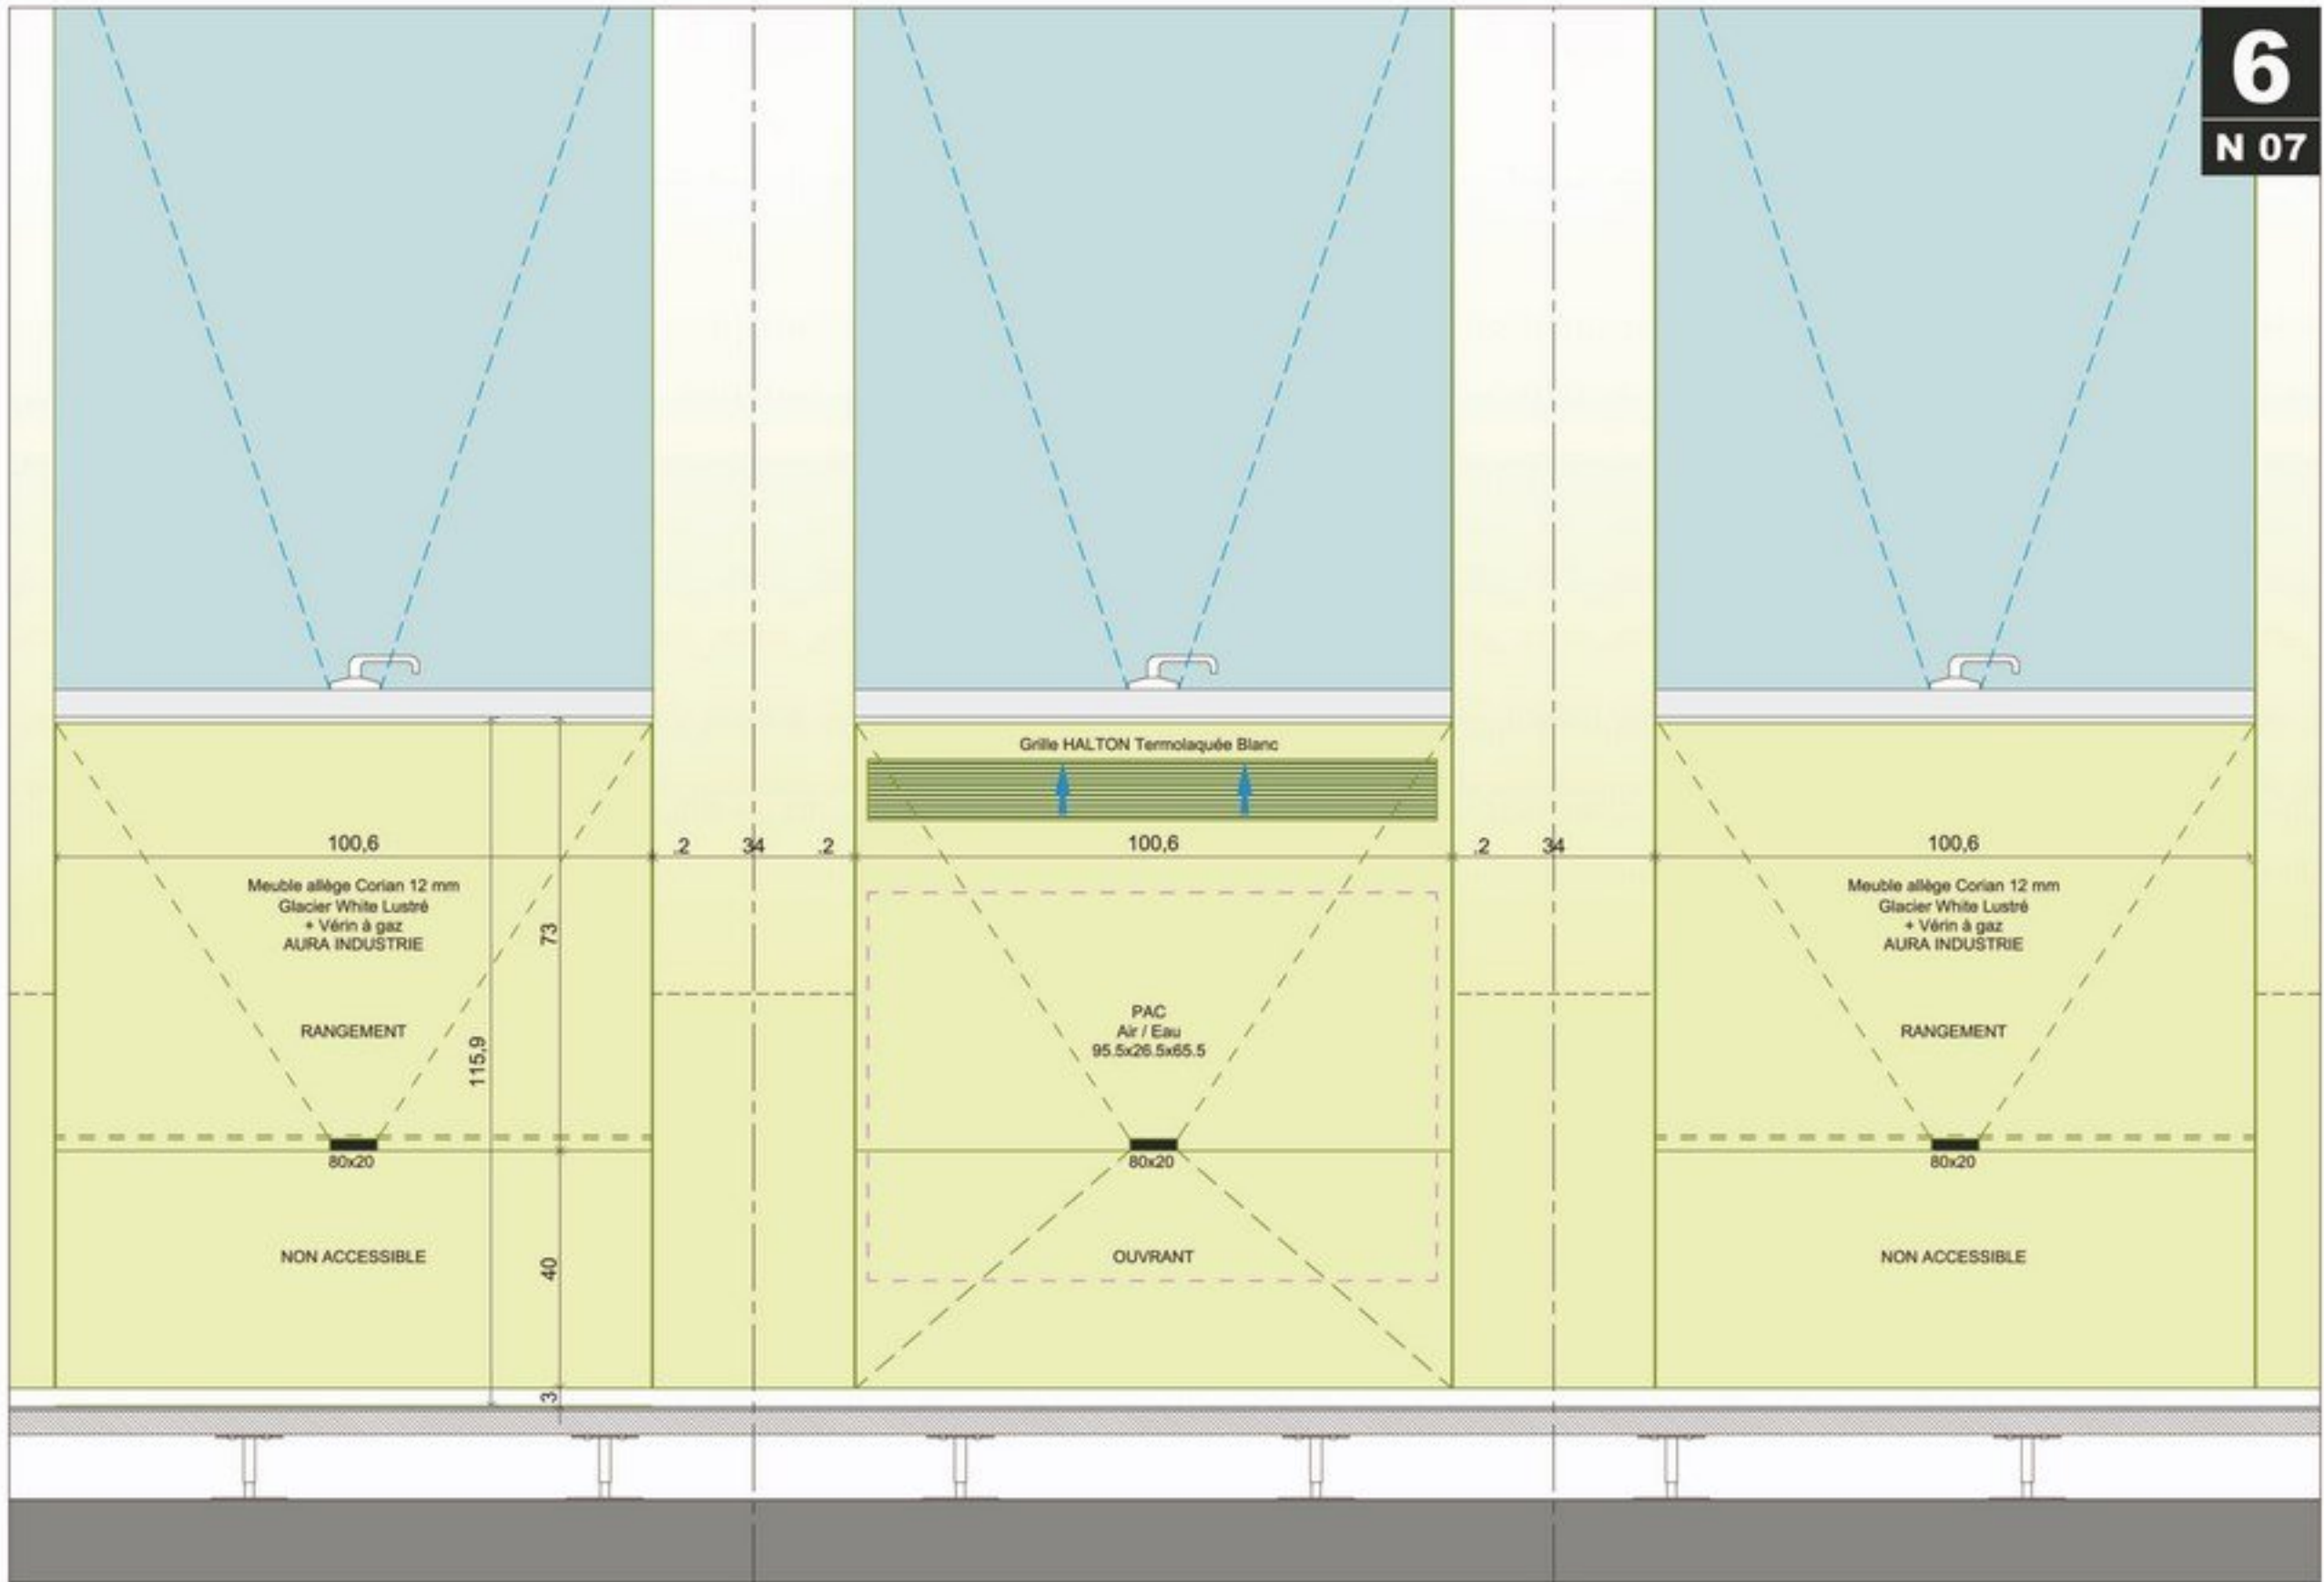 6
N 07
Grille HALTON Termolaquée Blanc
100,6
.2
34
.2
100,6
.2
34
100,6
Meuble allège Corian 12 mm
Glacier White Lustré
+ Vérin à gaz
AURA INDUSTRIE
73
Meuble allège Corian 12 mm
Glacier White Lustré
+ Vérin à gaz
AURA INDUSTRIE
RANGEMENT
115,9
PAC
Air / Eau
95.5x26.5x65.5
RANGEMENT
80x20
80x20
80x20
NON ACCESSIBLE
40
OUVRANT
NON ACCESSIBLE
3